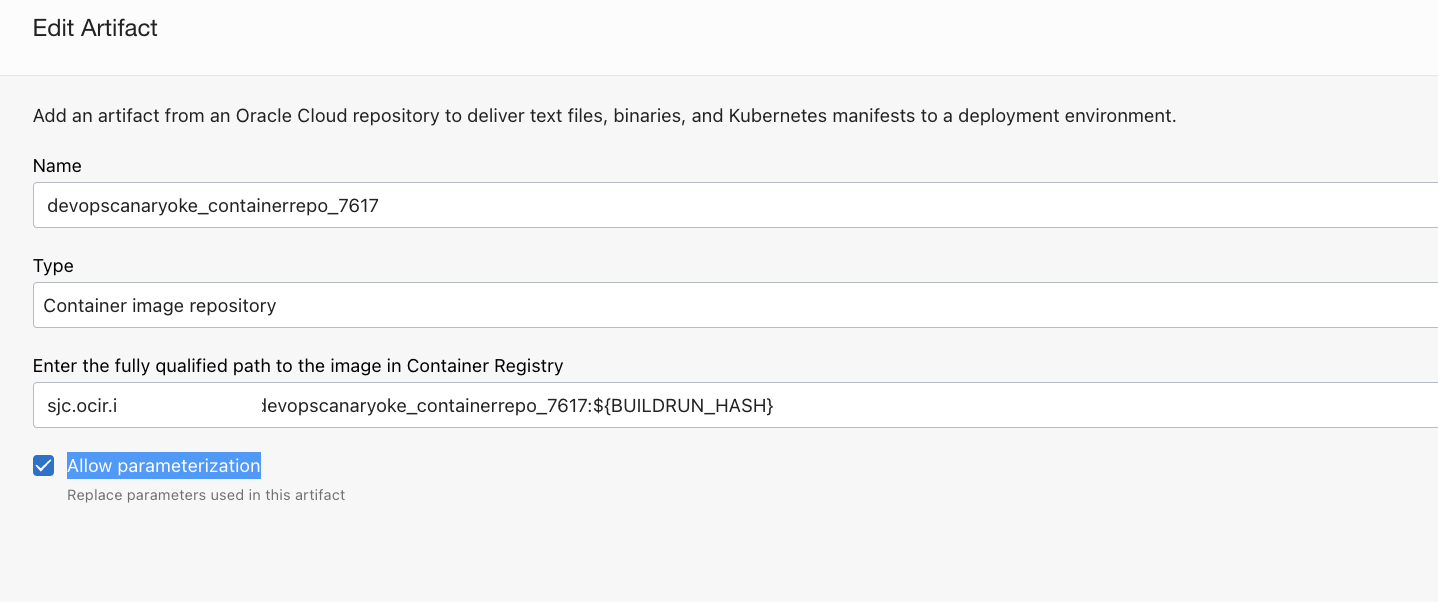 Edit Artifact
Add an artifact from an Oracle Cloud repository to deliver text files, binaries, and Kubernetes manifests to a deployment environment.
Name
devopscanaryoke_containerrepo_7617
Type
Container image repository
Enter the fully qualified path to the image in Container Registry
sjc.ocir.i devopscanaryoke_containerrepo_7617:${BUILDRUN_HASH}
Allow parameterization
Replace parameters used in this artifact